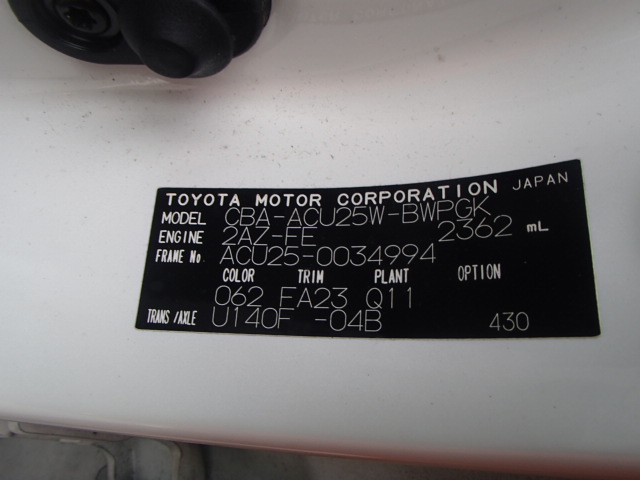 TOYOTA MOTOR CORPORATION JAPAN
MODEL CBA-ACU25W-BWPGK
ENGINE 2AZ-FE 2362 mL
FRAME No ACU25-0034994
COLOR TRIM PLANT OPTION
062 FA23 Q11
TRANS/AXLE U140F -04B 430